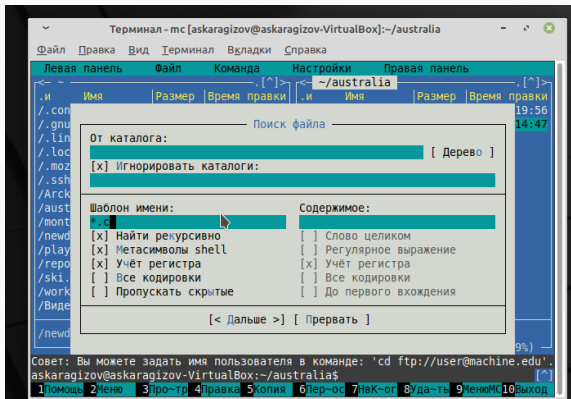 Терминал - mc [askaragizov@askaragizov-VirtualBox]:~/australia
Файл Правка Вид Терминал Вкладки Справка
Левая панель Файл Команда Настройки Правая панель
<- ~ .[^]> <- ~/australia .[^]>
.и Имя Размер Время правки .и Имя Размер Время правки
/.con 19:56
/.gnu 14:47
Поиск файла
/.lin От каталога:
/.loc [ Дерево ]
/.moz [x] Игнорировать каталоги:
/.ssh
/Arck
/aust Шаблон имени: Содержимое:
/mont *.c
/newd [x] Найти рекурсивно [ ] Слово целиком
/play [x] Метасимволы shell [ ] Регулярное выражение
/repo [x] Учёт регистра [x] Учёт регистра
/ski. [ ] Все кодировки [ ] Все кодировки
/work [ ] Пропускать скрытые [ ] До первого вхождения
/Виде
[< Дальше >] [ Прервать ]
/newd
9%)
Совет: Вы можете задать имя пользователя в команде: 'cd ftp://user@machine.edu'.
askaragizov@askaragizov-VirtualBox:~/australia$ [^]
1Помощь 2Меню 3Про~тр 4Правка 5Копия 6Пер~ос 7НвК~ог 8Уда~ть 9МенюМС 10Выход